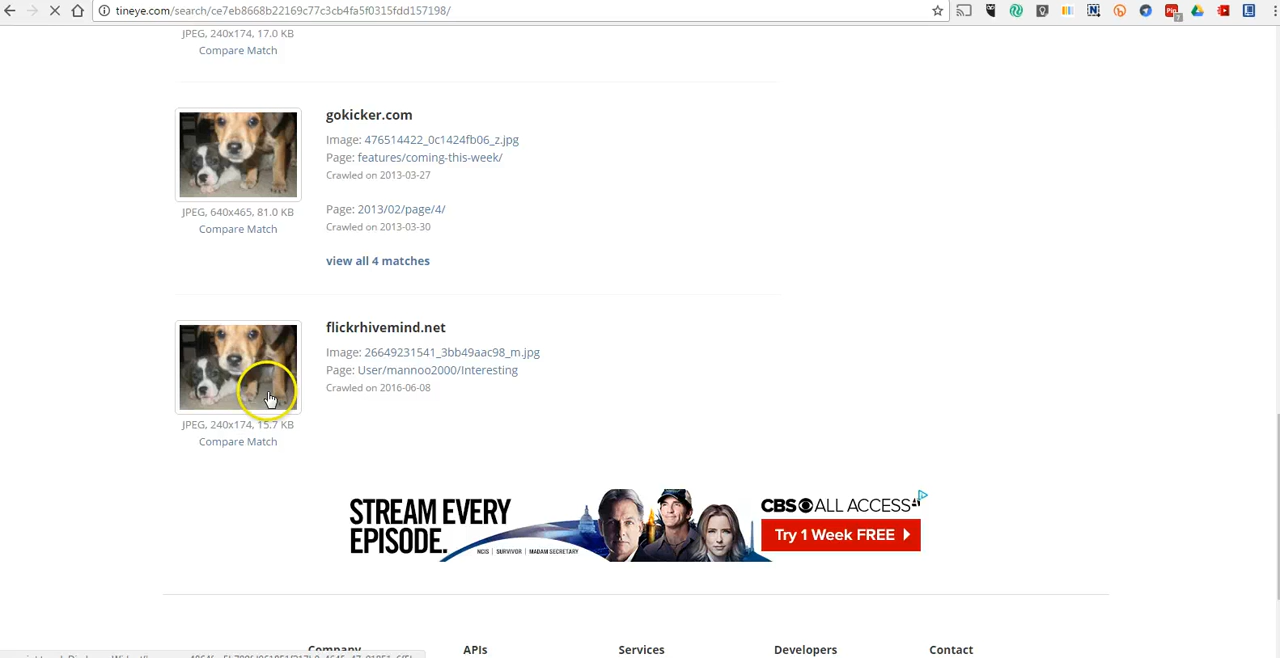 tineye.com/search/ce7eb8668b22169c77c3cb4fa5f0315fdd157198/
JPEG, 240x174, 17.0 KB
Compare Match
gokicker.com
Image: 476514422_0c1424fb06_z.jpg
Page: features/coming-this-week/
Crawled on 2013-03-27
JPEG, 640x465, 81.0 KB
Page: 2013/02/page/4/
Compare Match
Crawled on 2013-03-30
view all 4 matches
flickrhivemind.net
Image: 26649231541_3bb49aac98_m.jpg
Page: User/mannoo2000/Interesting
Crawled on 2016-06-08
JPEG, 240x174, 15.7 KB
Compare Match
STREAM EVERY
EPISODE.
NCIS | SURVIVOR | MADAM SECRETARY
CBS ALL ACCESS
Try 1 Week FREE
Company APIs Services Developers Contact